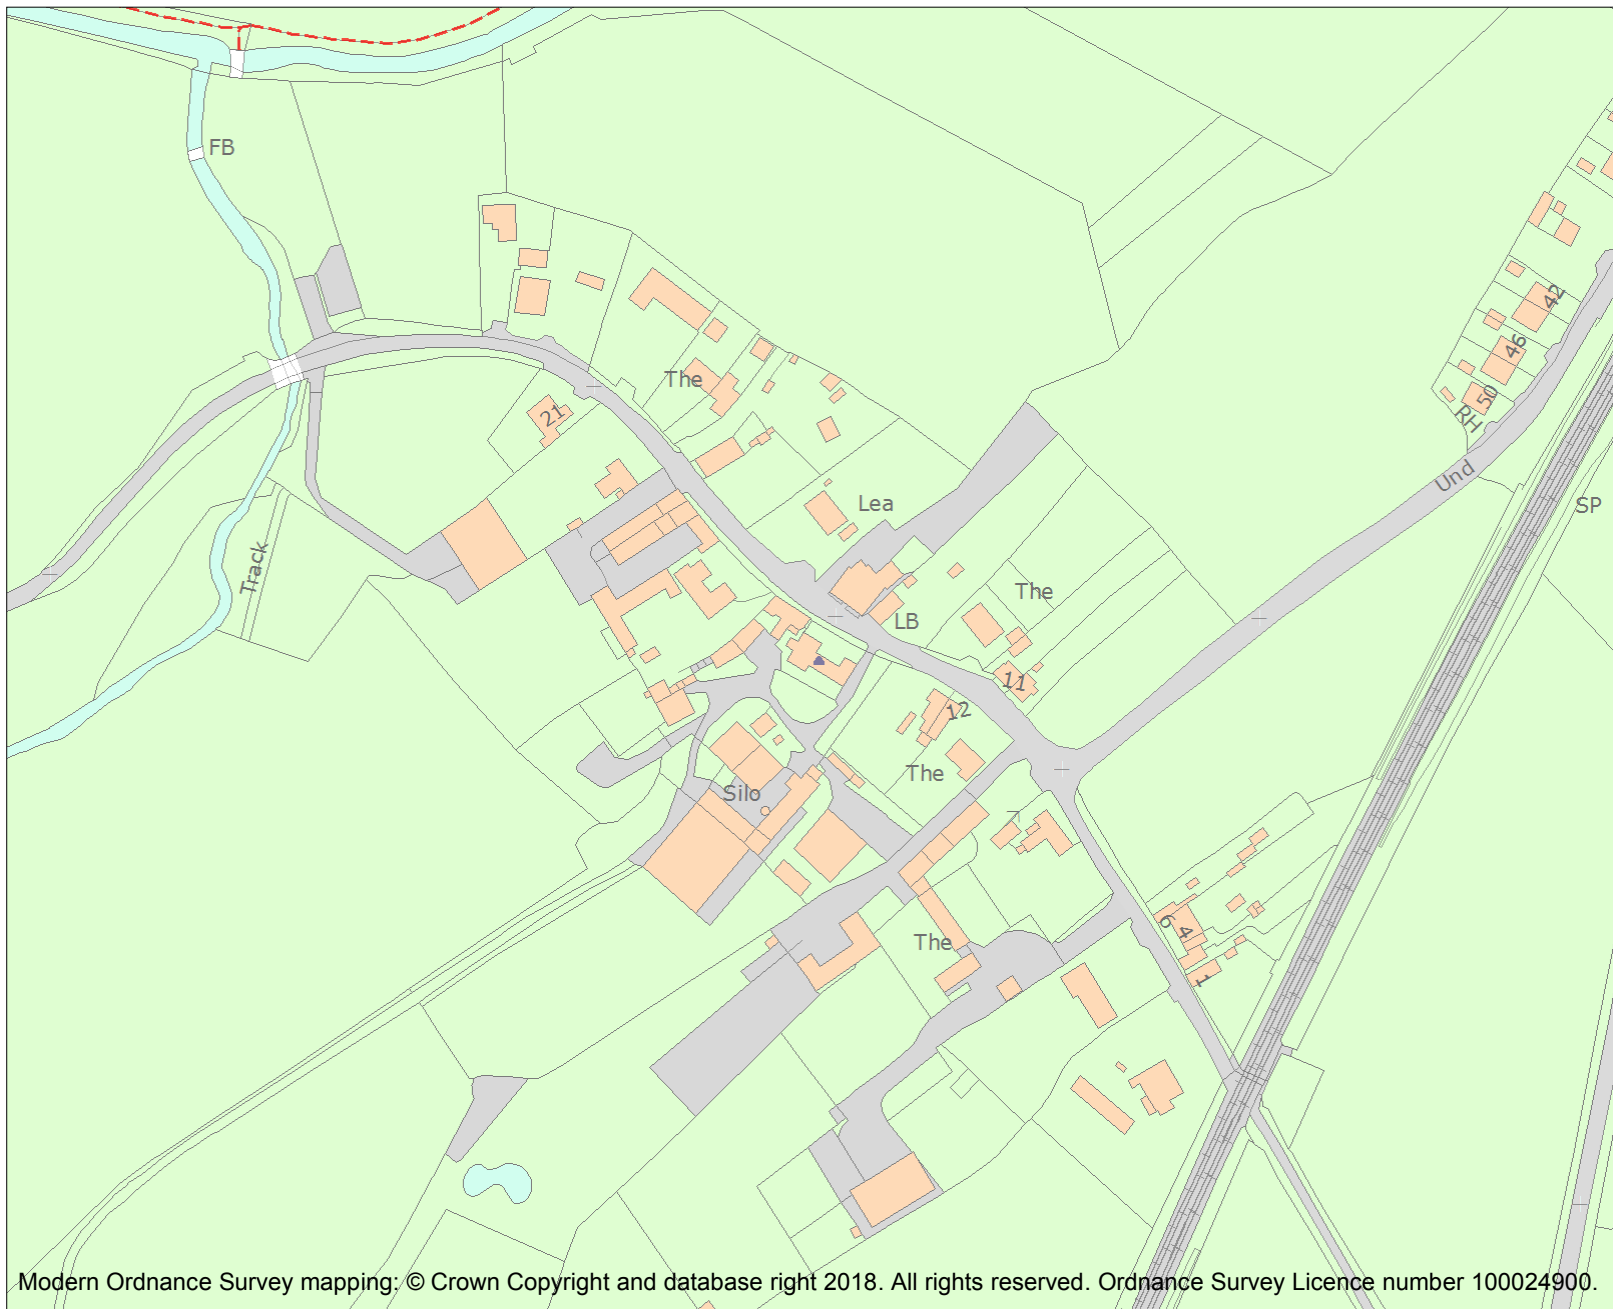 FB
42
46
The
50
21
RH
Und
Lea
SP
Track
The
LB
11
12
The
Silo
6
4
The
1
Modern Ordnance Survey mapping: © Crown Copyright and database right 2018. All rights reserved. Ordnance Survey Licence number 100024900.